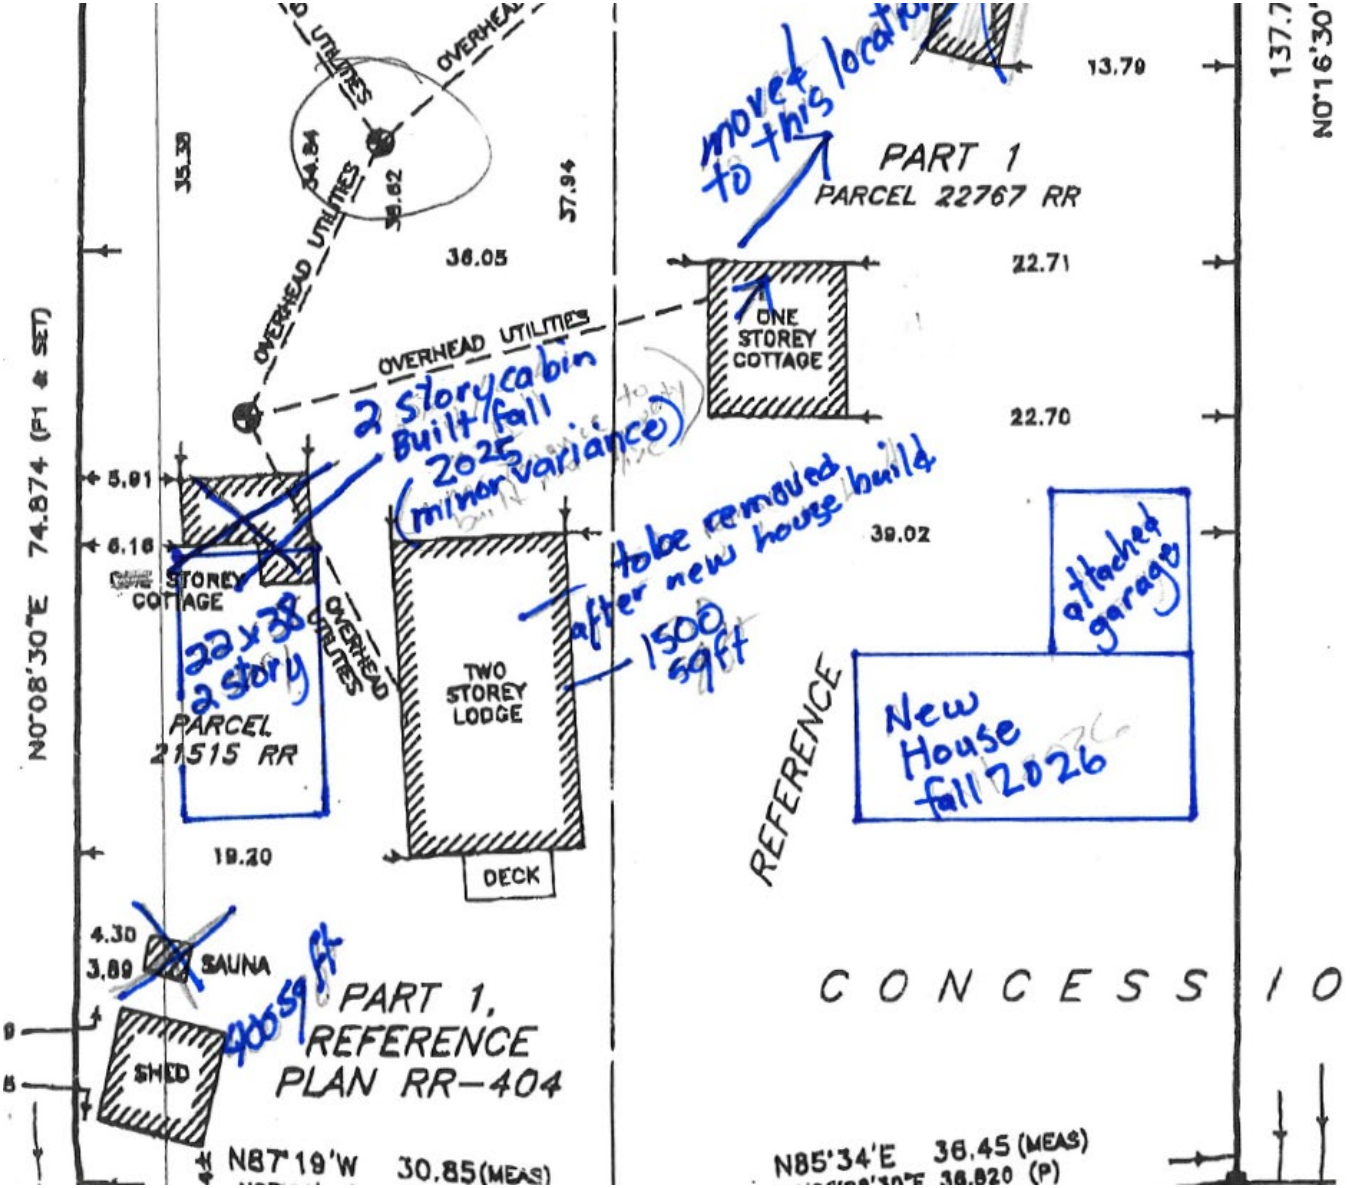 UTILITIES
OVERHEAD
137.7
N0°16'30"
13.79
moved
to this location
35.38
34.84
38.62
37.94
OVERHEAD UTILITIES
PART 1
PARCEL 22767 RR
36.05
22.71
ONE
STOREY
COTTAGE
OVERHEAD UTILITIES
22.70
N0°08'30"E 74.874 (P1 & SET)
2 story cabin
Built fall
2025
(minor variance)
5.91
6.16
STOREY
COTTAGE
to be removed
after new house build
39.02
attached
garage
OVERHEAD
UTILITIES
22x38
2 story
1500
sqft
TWO
STOREY
LODGE
PARCEL
21515 RR
REFERENCE
New
House
fall 2026
19.20
DECK
4.30
3.89
SAUNA
400 sqft
CONCESSIO
PART 1,
REFERENCE
PLAN RR-404
SHED
N87°19'W 30.85(MEAS)
N85°34'E 36.45 (MEAS)
36.820 (P)